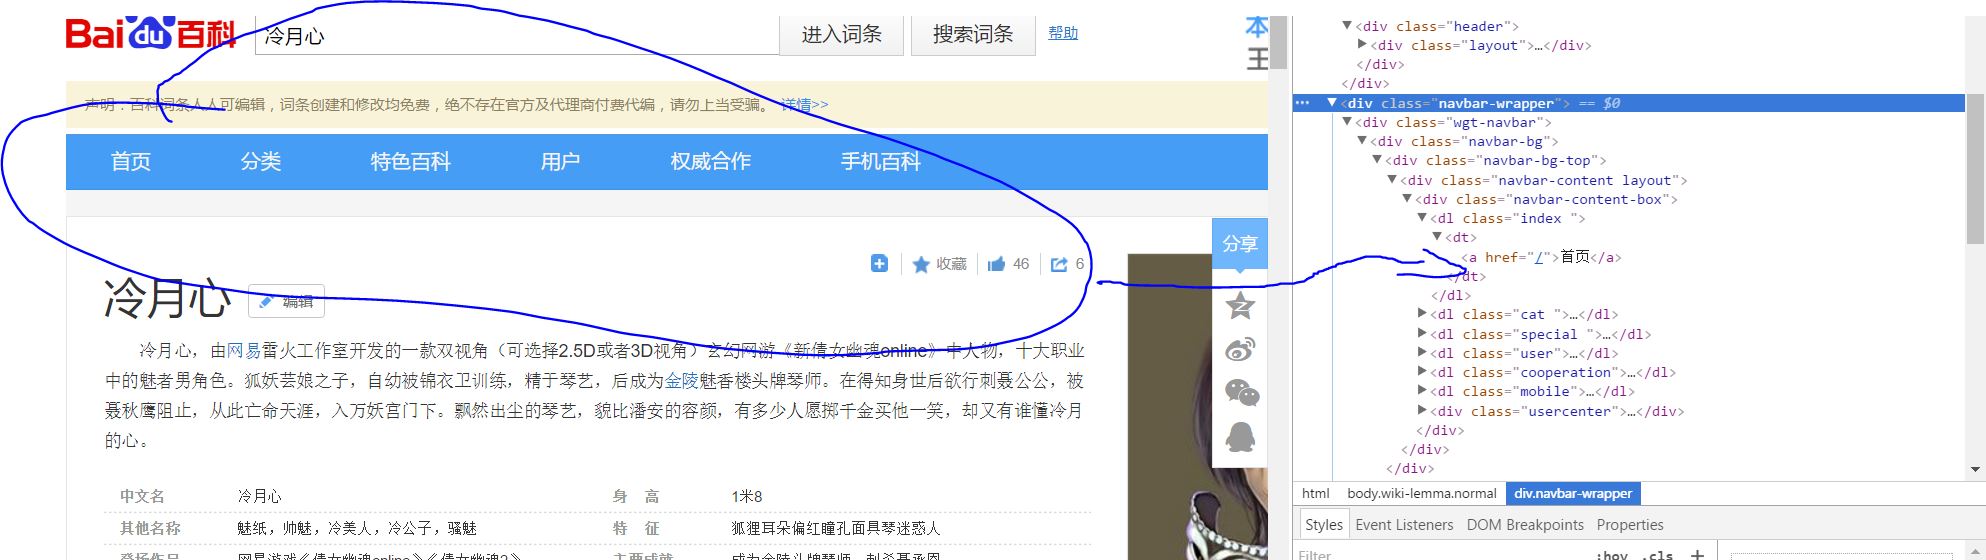 Bai du 百科
冷月心
进入词条
搜索词条
帮助
本
王
声明：百科词条人人可编辑，词条创建和修改均免费，绝不存在官方及代理商付费代编，请勿上当受骗。 详情>>
首页 分类 特色百科 用户 权威合作 手机百科
分享
收藏 46 6
冷月心 编辑
冷月心，由网易雷火工作室开发的一款双视角（可选择2.5D或者3D视角）玄幻网游《新倩女幽魂online》中人物，十大职业
中的魅者男角色。狐妖芸娘之子，自幼被锦衣卫训练，精于琴艺，后成为金陵魅香楼头牌琴师。在得知身世后欲行刺聂公公，被
聂秋鹰阻止，从此亡命天涯，入万妖宫门下。飘然出尘的琴艺，貌比潘安的容颜，有多少人愿掷千金买他一笑，却又有谁懂冷月
的心。
中文名 冷月心 身 高 1米8
其他名称 魅纸，帅魅，冷美人，冷公子，骚魅 特 征 狐狸耳朵偏红瞳孔面具琴迷惑人
登场作品 网易游戏《倩女幽魂online》《倩女幽魂2》 主要成就
<div class="header">
<div class="layout">…</div>
</div>
</div>
<div class="navbar-wrapper"> == $0
<div class="wgt-navbar">
<div class="navbar-bg">
<div class="navbar-bg-top">
<div class="navbar-content layout">
<div class="navbar-content-box">
<dl class="index ">
<dt>
<a href="/">首页</a>
</dt>
</dl>
<dl class="cat ">…</dl>
<dl class="special ">…</dl>
<dl class="user">…</dl>
<dl class="cooperation">…</dl>
<dl class="mobile">…</dl>
<div class="usercenter">…</div>
</div>
</div>
</div>
html body.wiki-lemma.normal div.navbar-wrapper
Styles Event Listeners DOM Breakpoints Properties
Filter :hov .cls +